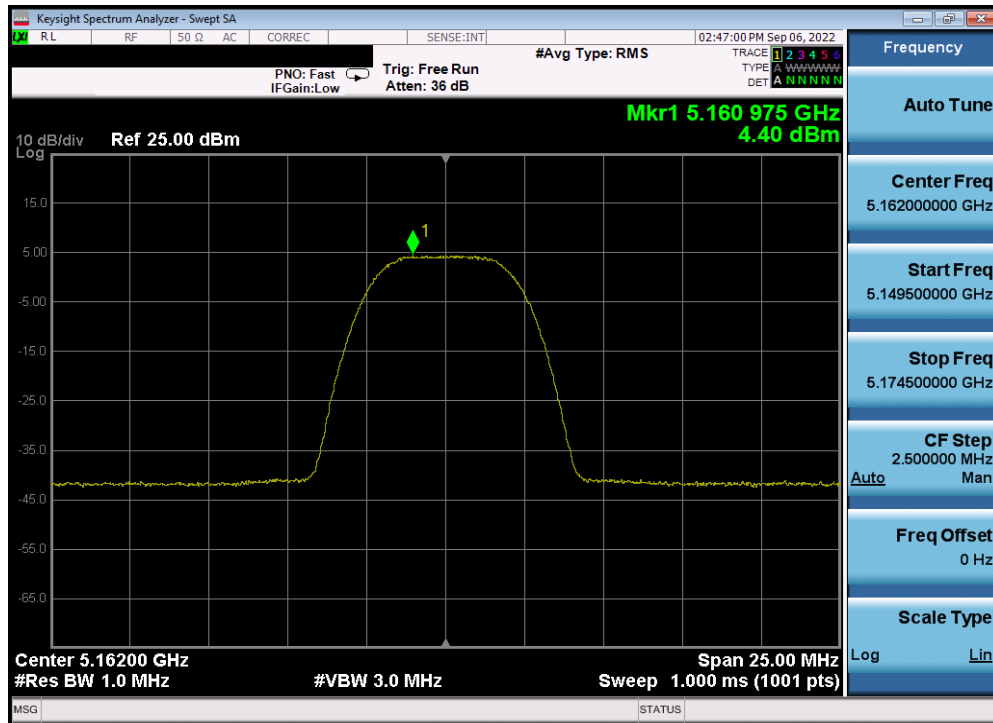 Keysight Spectrum Analyzer - Swept SA
LXI RL RF 50 Ω AC CORREC SENSE:INT 02:47:00 PM Sep 06, 2022
PNO: Fast
IFGain:Low
Trig: Free Run
Atten: 36 dB
#Avg Type: RMS
TRACE 1 2 3 4 5 6
TYPE A W W W W W
DET A N N N N N
Mkr1 5.160 975 GHz
4.40 dBm
10 dB/div Ref 25.00 dBm
Log
15.0
5.00
-5.00
-15.0
-25.0
-35.0
-45.0
-55.0
-65.0
1
Center 5.16200 GHz Span 25.00 MHz
#Res BW 1.0 MHz #VBW 3.0 MHz Sweep 1.000 ms (1001 pts)
MSG STATUS
Frequency
Auto Tune
Center Freq
5.162000000 GHz
Start Freq
5.149500000 GHz
Stop Freq
5.174500000 GHz
CF Step
2.500000 MHz
Auto Man
Freq Offset
0 Hz
Scale Type
Log Lin